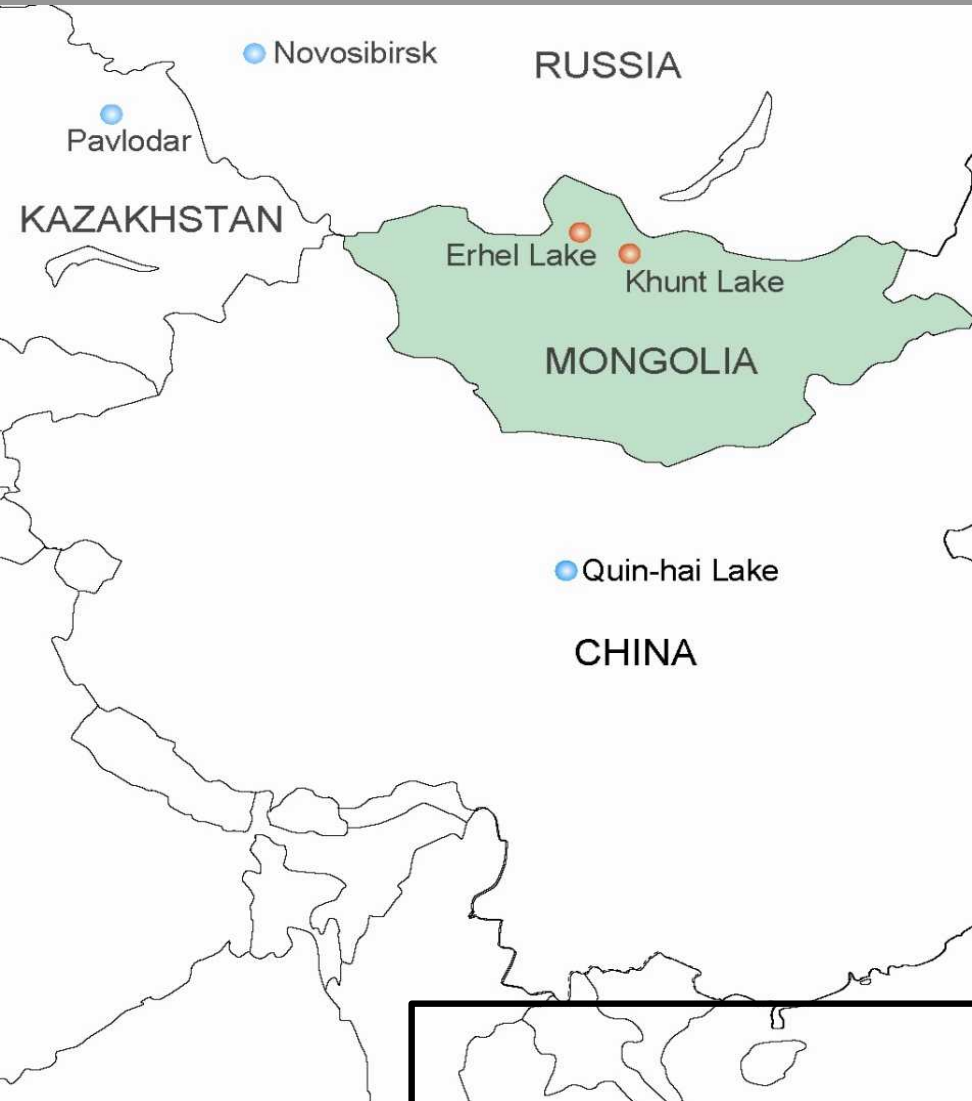 Novosibirsk
RUSSIA
Pavlodar
KAZAKHSTAN
Erhel Lake
Khunt Lake
MONGOLIA
Quin-hai Lake
CHINA